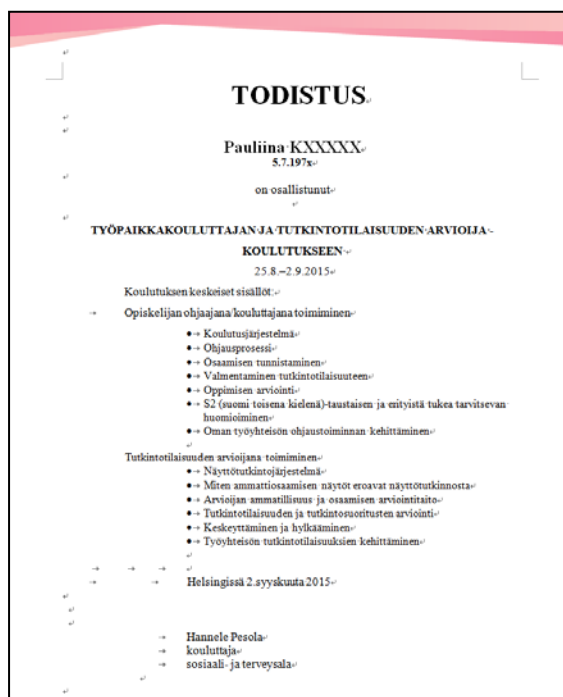 TODISTUS
Pauliina KXXXXX
5.7.197x
on osallistunut
TYÖPAIKKAKOULUTTAJAN JA TUTKINTOTILAISUUDEN ARVIOIJA -
KOULUTUKSEEN
25.8.–2.9.2015
Koulutuksen keskeiset sisällöt:
Opiskelijan ohjaajana/kouluttajana toimiminen
• Koulutusjärjestelmä
• Ohjausprosessi
• Osaamisen tunnistaminen
• Valmentaminen tutkintotilaisuuteen
• Oppimisen arviointi
• S2 (suomi toisena kielenä)-taustaisen ja erityistä tukea tarvitsevan
huomioiminen
• Oman työyhteisön ohjaustoiminnan kehittäminen
Tutkintotilaisuuden arvioijana toimiminen
• Näyttötutkintojärjestelmä
• Miten ammattiosaamisen näytöt eroavat näyttötutkinnosta
• Arvioijan ammatillisuus ja osaamisen arviointitaito
• Tutkintotilaisuuden ja tutkintosuoritusten arviointi
• Keskeyttäminen ja hylkääminen
• Työyhteisön tutkintotilaisuuksien kehittäminen
Helsingissä 2.syyskuuta 2015
Hannele Pesola
kouluttaja
sosiaali- ja terveysala